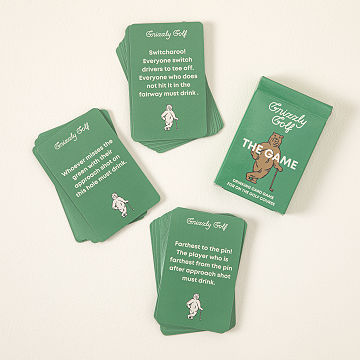 Grizzly Golf
Switcharoo!
Everyone switch
drivers to tee off.
Everyone who does
not hit it in the
fairway must drink.
Grizzly
Golf
THE GAME
DRINKING CARD GAME
FOR ON THE GOLF COURSE
Grizzly Golf
Whoever misses the
green with their
approach shot on
this hole must drink.
Grizzly Golf
Farthest to the pin!
The player who is
farthest from the pin
after approach shot
must drink.